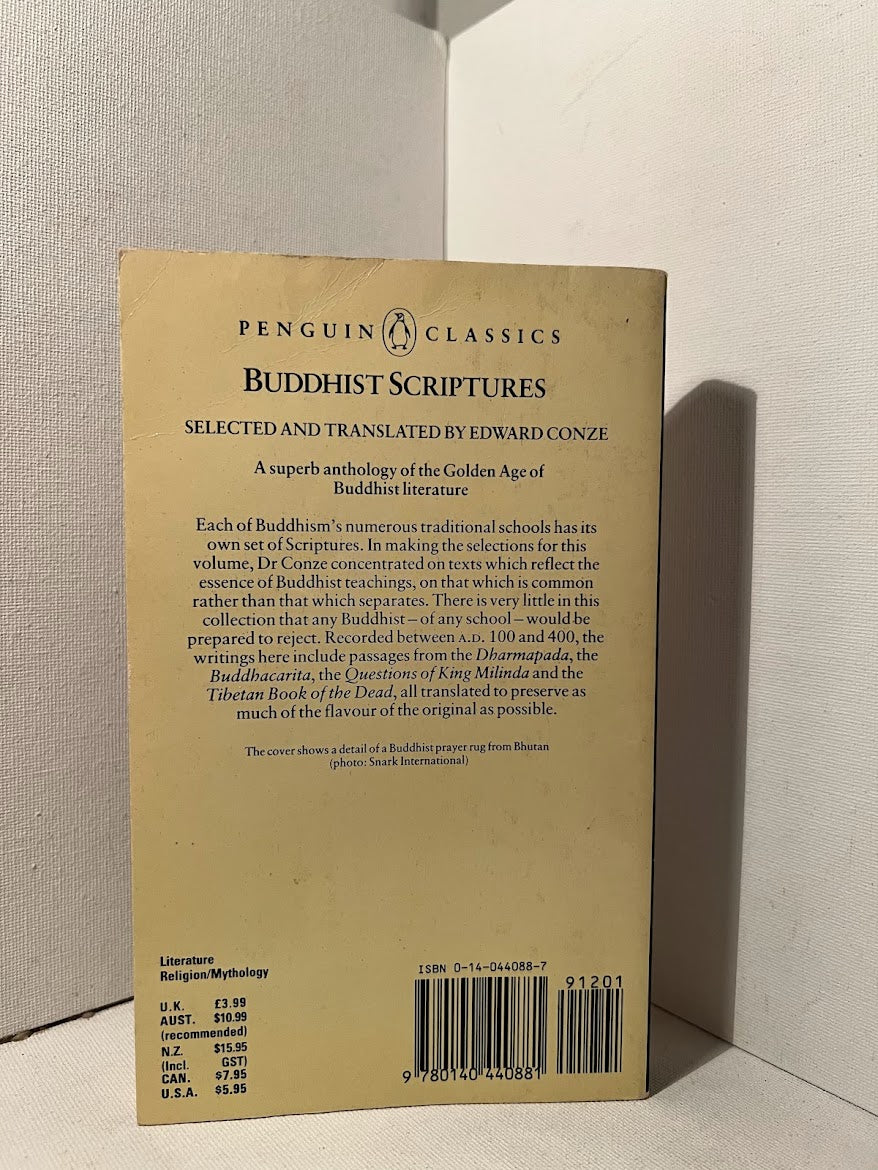 PENGUIN CLASSICS
BUDDHIST SCRIPTURES
SELECTED AND TRANSLATED BY EDWARD CONZE
A superb anthology of the Golden Age of
Buddhist literature
Each of Buddhism's numerous traditional schools has its
own set of Scriptures. In making the selections for this
volume, Dr Conze concentrated on texts which reflect the
essence of Buddhist teachings, on that which is common
rather than that which separates. There is very little in this
collection that any Buddhist – of any school – would be
prepared to reject. Recorded between A.D. 100 and 400, the
writings here include passages from the Dharmapada, the
Buddhacarita, the Questions of King Milinda and the
Tibetan Book of the Dead, all translated to preserve as
much of the flavour of the original as possible.
The cover shows a detail of a Buddhist prayer rug from Bhutan
(photo: Snark International)
Literature
Religion/Mythology
U.K. £3.99
AUST. $10.99
(recommended)
N.Z. $15.95
(Incl. GST)
CAN. $7.95
U.S.A. $5.95
ISBN 0-14-044088-7
91201
9 780140 440881